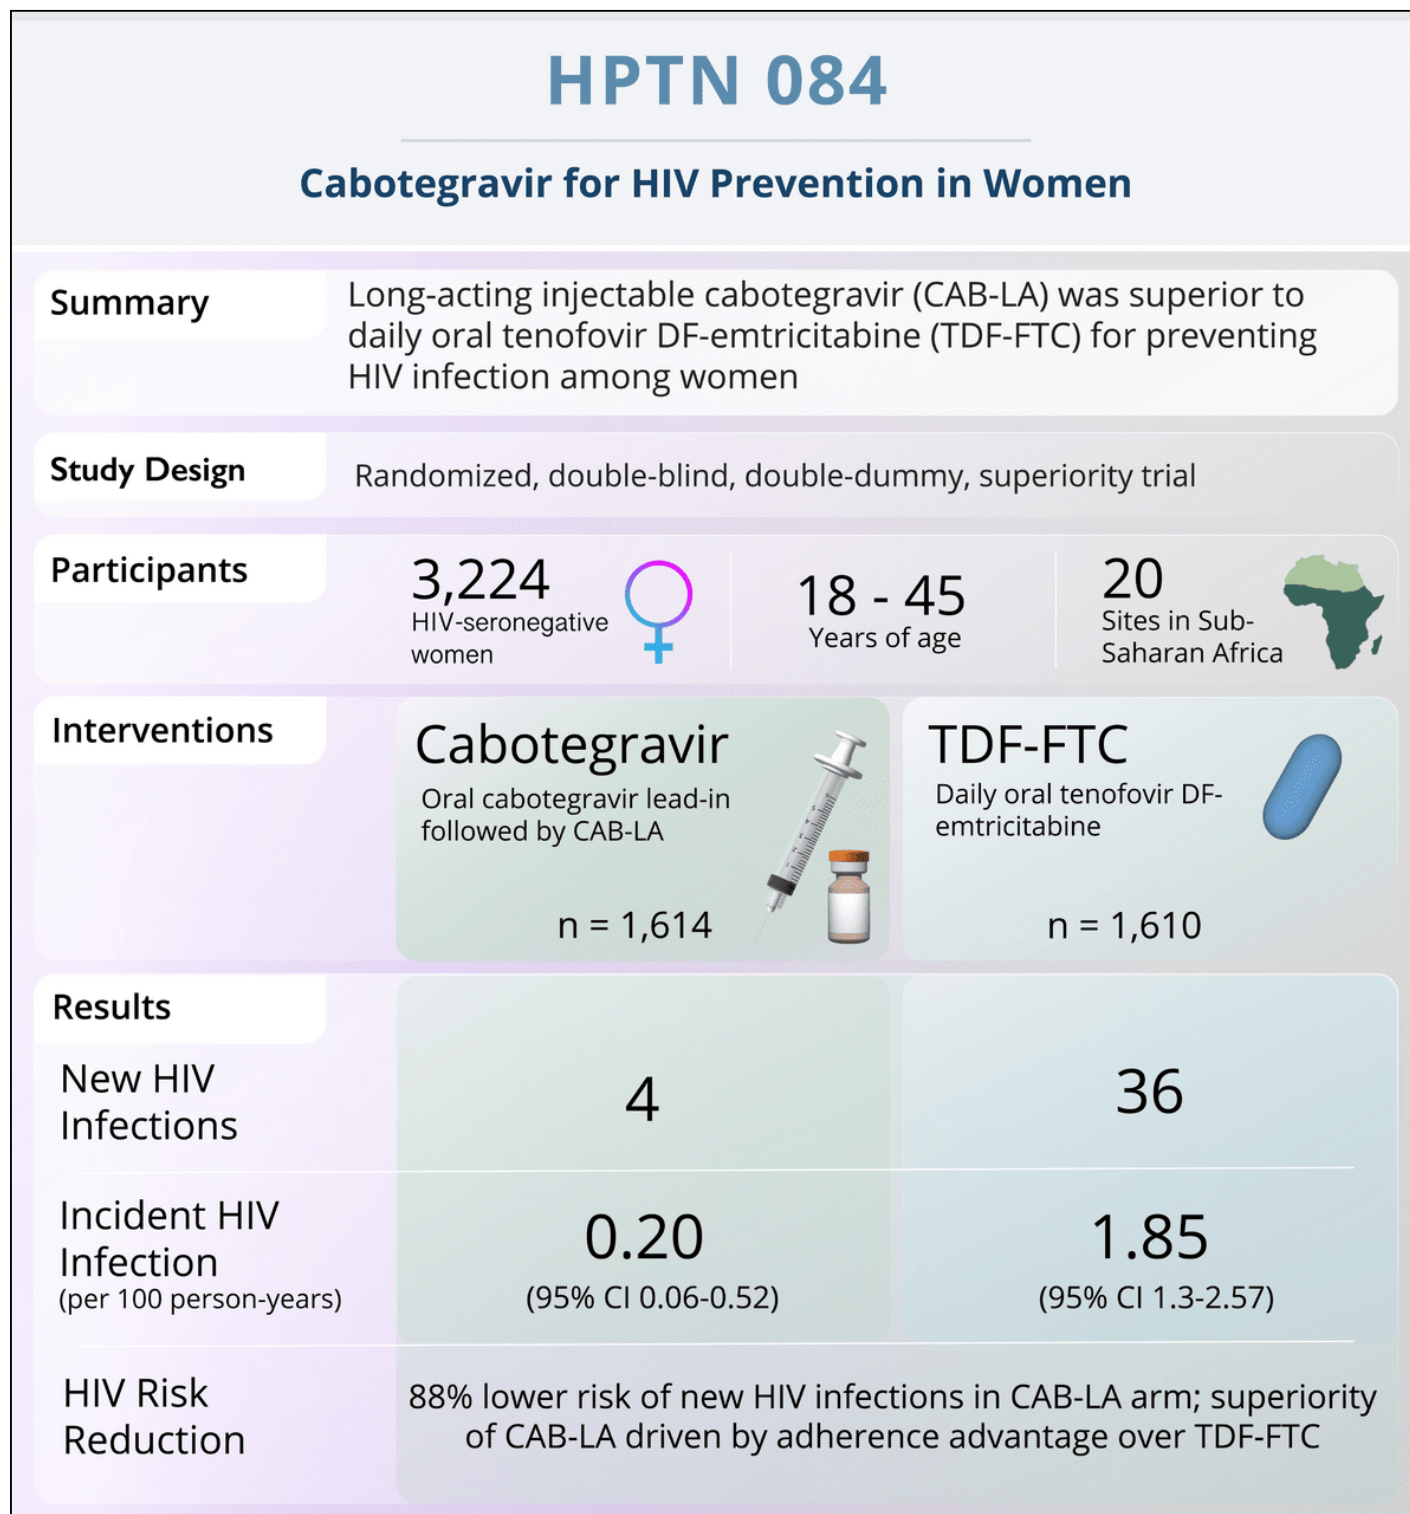 HPTN 084
Cabotegravir for HIV Prevention in Women
Summary
Long-acting injectable cabotegravir (CAB-LA) was superior to
daily oral tenofovir DF-emtricitabine (TDF-FTC) for preventing
HIV infection among women
Study Design
Randomized, double-blind, double-dummy, superiority trial
Participants
3,224
HIV-seronegative
women
18 - 45
Years of age
20
Sites in Sub-
Saharan Africa
Interventions
Cabotegravir
Oral cabotegravir lead-in
followed by CAB-LA
n = 1,614
TDF-FTC
Daily oral tenofovir DF-
emtricitabine
n = 1,610
Results
New HIV
Infections
4
36
Incident HIV
Infection
(per 100 person-years)
0.20
(95% CI 0.06-0.52)
1.85
(95% CI 1.3-2.57)
HIV Risk
Reduction
88% lower risk of new HIV infections in CAB-LA arm; superiority
of CAB-LA driven by adherence advantage over TDF-FTC